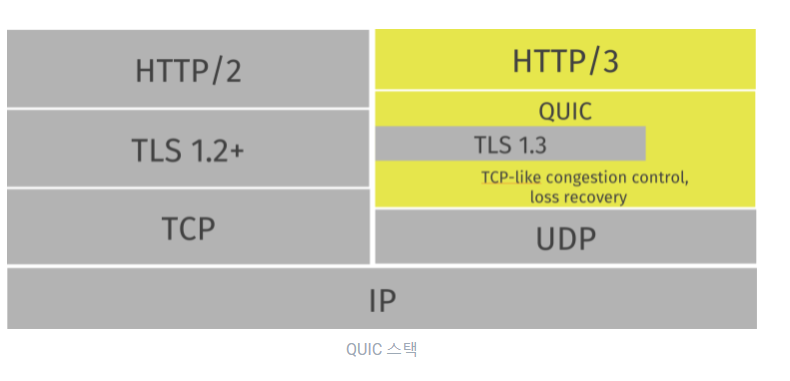 HTTP/2
TLS 1.2+
TCP
HTTP/3
QUIC
TLS 1.3
TCP-like congestion control,
loss recovery
UDP
IP
QUIC 스택